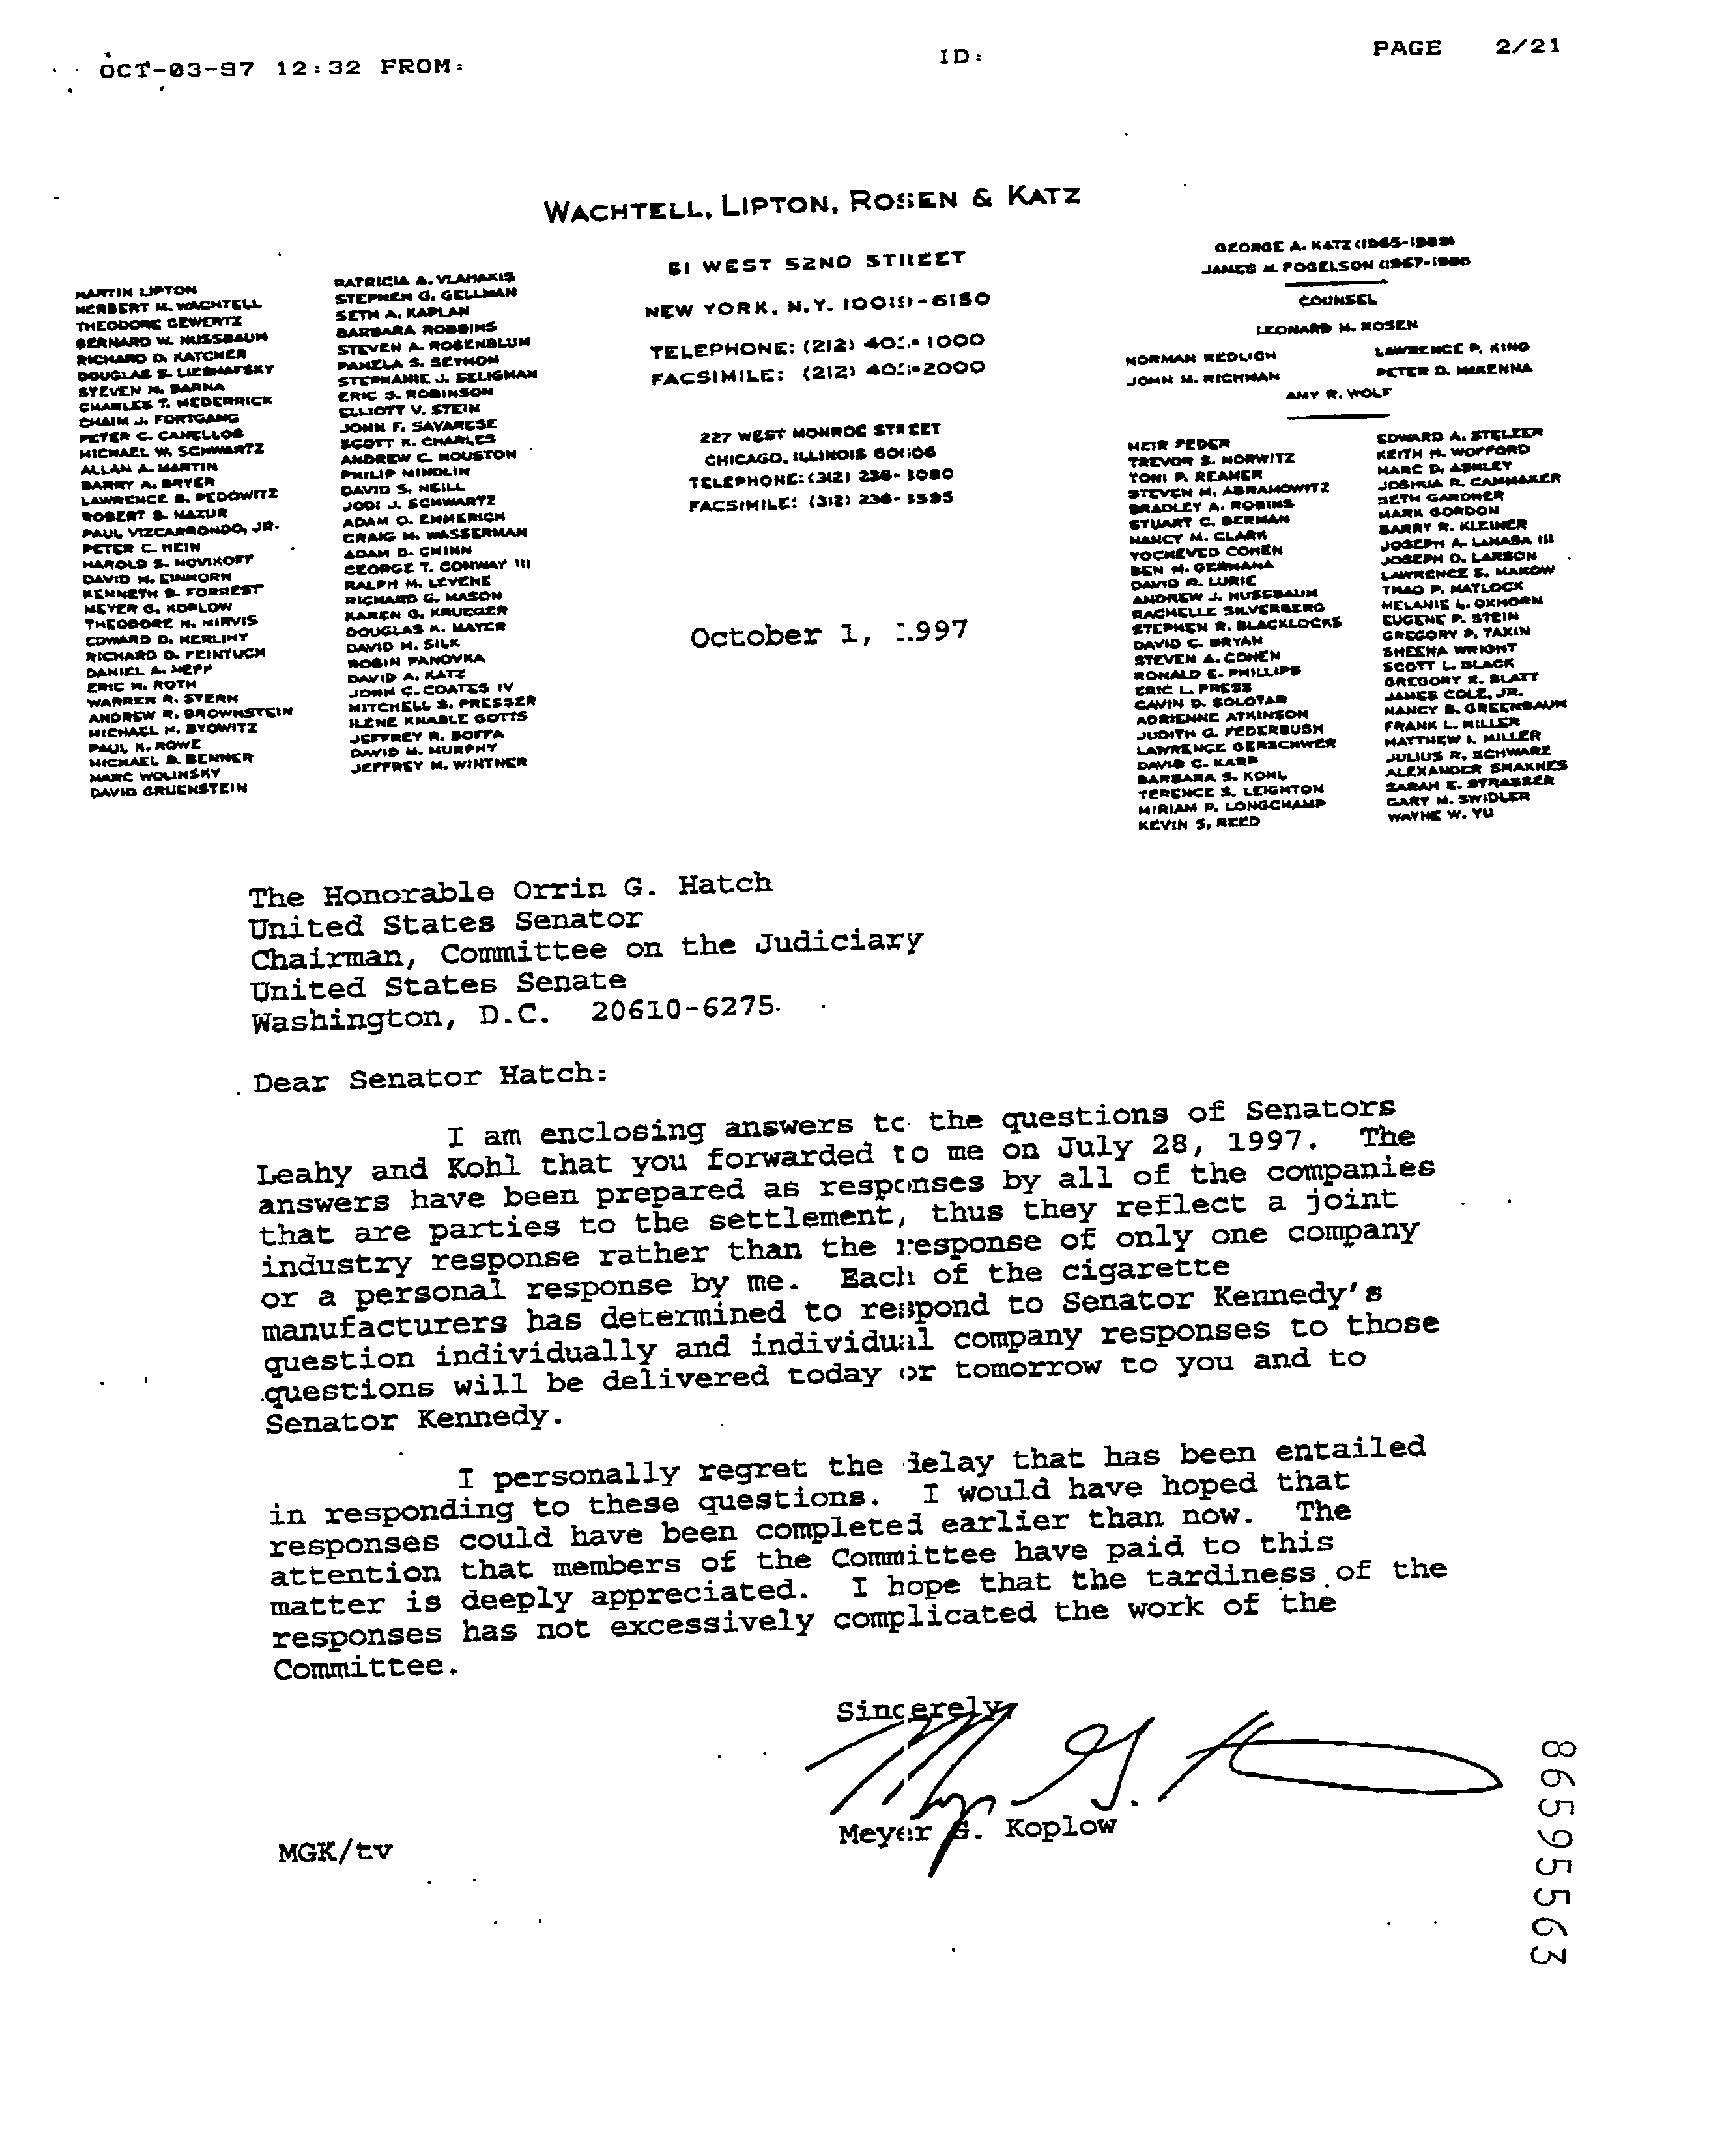 OCT-03-97 12:32 FROM:
ID:
PAGE 2/21
WACHTELL, LIPTON, ROSEN & KATZ
MARTIN LIPTON
HERBERT M. WACHTELL
THEODORE GEWERTZ
BERNARD W. NUSSBAUM
RICHARD D. KATCHER
DOUGLAS S. LIEBHAFSKY
STEVEN M. BARNA
CHARLES T. NEDERRICK
CHAIM J. FORTGANG
PETER C. CANELLOS
MICHAEL W. SCHWARTZ
ALLAN A. MARTIN
BARRY A. BRYER
LAWRENCE B. PEDOWITZ
ROBERT B. MAZUR
PAUL VIZCARRONDO, JR.
PETER C. HEIN
HAROLD S. NOVIKOFF
DAVID M. EINHORN
KENNETH B. FORREST
MEYER G. KOPLOW
THEODORE N. MIRVIS
EDWARD D. HERLIHY
RICHARD D. FEINTUCH
DANIEL A. NEFF
ERIC M. ROTH
WARREN R. STERN
ANDREW R. BROWNSTEIN
MICHAEL H. BYOWITZ
PAUL K. ROWE
MICHAEL B. BENNER
MARC WOLINSKY
DAVID GRUENSTEIN
PATRICIA A. VLAHAKIS
STEPHEN G. GELLMAN
SETH A. KAPLAN
BARBARA ROBBINS
STEVEN A. ROSENBLUM
PAMELA S. SEYMON
STEPHANIE J. SELIGMAN
ERIC S. ROBINSON
ELLIOTT V. STEIN
JOHN F. SAVARESE
SCOTT K. CHARLES
ANDREW C. HOUSTON
PHILIP MINDLIN
DAVID S. NEILL
JODI J. SCHWARTZ
ADAM O. EMMERICH
CRAIG M. WASSERMAN
ADAM D. CHINN
GEORGE T. CONWAY III
RALPH M. LEVENE
RICHARD G. MASON
KAREN G. KRUEGER
DOUGLAS K. MAYER
DAVID M. SILK
ROBIN PANOVKA
DAVID A. KATZ
JOHN C. COATES IV
MITCHELL S. PRESSER
ILENE KNABLE GOTTS
JEFFREY R. BOFFA
DAVID M. MURPHY
JEFFREY M. WINTNER
51 WEST 52ND STREET
NEW YORK, N.Y. 10019-6150
TELEPHONE: (212) 403-1000
FACSIMILE: (212) 403-2000
227 WEST MONROE STREET
CHICAGO, ILLINOIS 60606
TELEPHONE: (312) 236-
FACSIMILE: (312) 236-
October 1, 1997
GEORGE A. KATZ (1965-1989)
JAMES H. FOGELSON (1967-
COUNSEL
LEONARD M. ROSEN
NORMAN REDLICH
LAWRENCE P. KING
JOHN M. RICHMAN
PETER D. MCKENNA
AMY R. WOLF
MEIR FEDER
TREVOR S. NORWITZ
TONI P. REAMER
STEVEN M. ABRAMOWITZ
BRADLEY A. ROBINS
STUART C. BERMAN
NANCY M. CLARK
YOCHEVED COHEN
BEN M. GERMANA
DAVID A. LURIE
ANDREW J. NUSSBAUM
RACHELLE SILVERBERG
STEPHEN R. BLACKLOCKS
DAVID C. BRYAN
STEVEN A. COHEN
RONALD E. PHILLIPS
ERIC L. PRESS
GAVIN D. SOLOTAR
ADRIENNE ATKINSON
JUDITH G. FEDERBUSH
LAWRENCE GERSCHWER
DAVID C. KARP
BARBARA S. KOHL
TERENCE S. LEIGHTON
MIRIAM P. LONGCHAMP
KEVIN S. REED
EDWARD A. STELZER
KEITH M. WOFFORD
MARC D. ASHLEY
JOSHUA R. CAMMAKER
SETH GARDNER
MARK GORDON
BARRY R. KLEINER
JOSEPH A. LANASA III
JOSEPH D. LARSON
LAWRENCE S. MAKOW
THAD P. MATLOCK
MELANIE L. OXHORN
EUGENE P. STEIN
GREGORY P. TAXIN
SHEENA WRIGHT
SCOTT L. BLACK
GREGORY K. BLATT
JAMES COLE, JR.
NANCY B. GREENBAUM
FRANK L. MILLER
MATTHEW I. MILLER
JULIUS R. SCHWARZ
ALEXANDER SHAKNES
SARAH E. STRASSER
GARY M. SWIDLER
WAYNE W. YU
The Honorable Orrin G. Hatch
United States Senator
Chairman, Committee on the Judiciary
United States Senate
Washington, D.C. 20610-6275
Dear Senator Hatch:
I am enclosing answers to the questions of Senators
Leahy and Kohl that you forwarded to me on July 28, 1997. The
answers have been prepared as responses by all of the companies
that are parties to the settlement, thus they reflect a joint
industry response rather than the response of only one company
or a personal response by me. Each of the cigarette
manufacturers has determined to respond to Senator Kennedy's
question individually and individual company responses to those
questions will be delivered today or tomorrow to you and to
Senator Kennedy.
I personally regret the delay that has been entailed
in responding to these questions. I would have hoped that
responses could have been completed earlier than now. The
attention that members of the Committee have paid to this
matter is deeply appreciated. I hope that the tardiness of the
responses has not excessively complicated the work of the
Committee.
Sincerely,
Meyer G. Koplow
MGK/tv
86595563